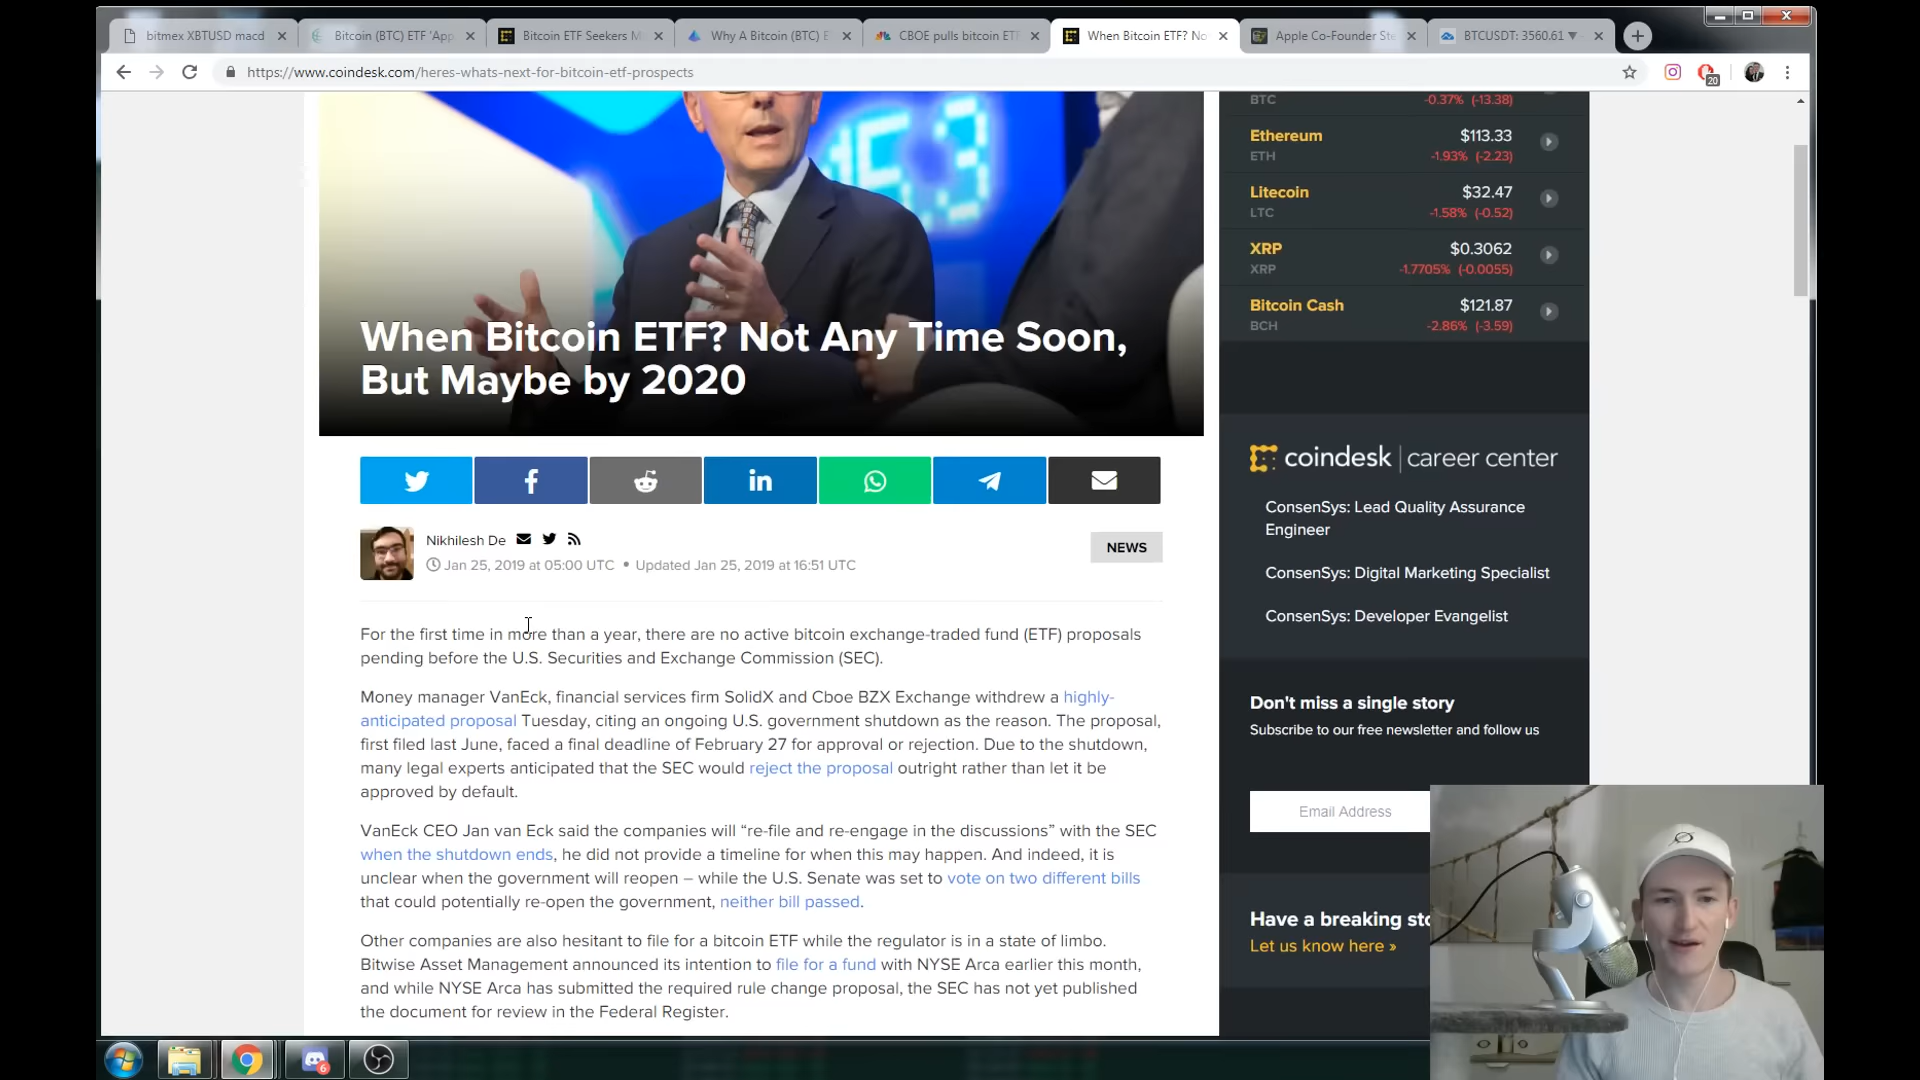 bitmex XBTUSD macd
Bitcoin (BTC) ETF 'App
Bitcoin ETF Seekers M
Why A Bitcoin (BTC) E
CBOE pulls bitcoin ETF
When Bitcoin ETF? No
Apple Co-Founder Ste
BTCUSDT: 3560.61 ▼
https://www.coindesk.com/heres-whats-next-for-bitcoin-etf-prospects
20
BTC
-0.37% (-13.38)
Ethereum
$113.33
ETH
-1.93% (-2.23)
Litecoin
$32.47
LTC
-1.58% (-0.52)
XRP
$0.3062
XRP
-1.7705% (-0.0055)
Bitcoin Cash
$121.87
BCH
-2.86% (-3.59)
When Bitcoin ETF? Not Any Time Soon,
But Maybe by 2020
Nikhilesh De
Jan 25, 2019 at 05:00 UTC • Updated Jan 25, 2019 at 16:51 UTC
NEWS
For the first time in more than a year, there are no active bitcoin exchange-traded fund (ETF) proposals
pending before the U.S. Securities and Exchange Commission (SEC).
Money manager VanEck, financial services firm SolidX and Cboe BZX Exchange withdrew a highly-
anticipated proposal Tuesday, citing an ongoing U.S. government shutdown as the reason. The proposal,
first filed last June, faced a final deadline of February 27 for approval or rejection. Due to the shutdown,
many legal experts anticipated that the SEC would reject the proposal outright rather than let it be
approved by default.
VanEck CEO Jan van Eck said the companies will “re-file and re-engage in the discussions” with the SEC
when the shutdown ends, he did not provide a timeline for when this may happen. And indeed, it is
unclear when the government will reopen – while the U.S. Senate was set to vote on two different bills
that could potentially re-open the government, neither bill passed.
Other companies are also hesitant to file for a bitcoin ETF while the regulator is in a state of limbo.
Bitwise Asset Management announced its intention to file for a fund with NYSE Arca earlier this month,
and while NYSE Arca has submitted the required rule change proposal, the SEC has not yet published
the document for review in the Federal Register.
coindesk | career center
ConsenSys: Lead Quality Assurance
Engineer
ConsenSys: Digital Marketing Specialist
ConsenSys: Developer Evangelist
Don't miss a single story
Subscribe to our free newsletter and follow us
Email Address
Have a breaking sto
Let us know here »
6